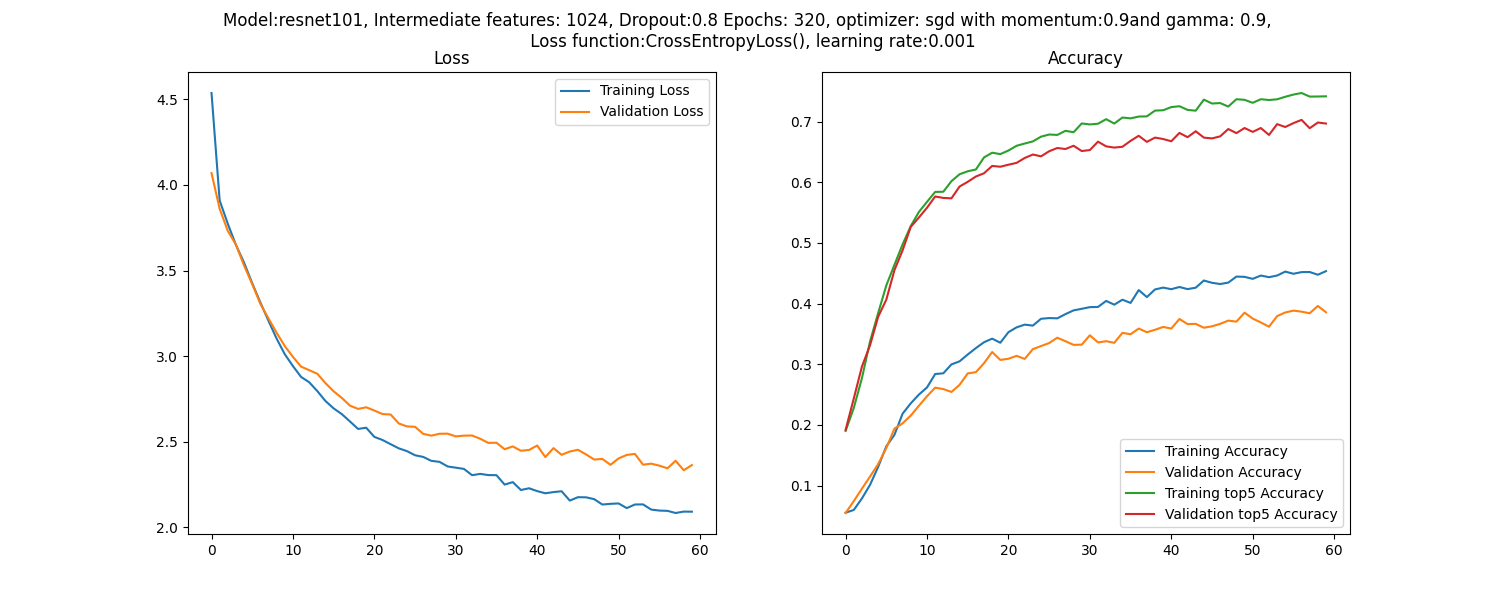 Model:resnet101, Intermediate features: 1024, Dropout:0.8 Epochs: 320, optimizer: sgd with momentum:0.9and gamma: 0.9,
Loss function:CrossEntropyLoss(), learning rate:0.001
Loss
Training Loss
Validation Loss
4.5
4.0
3.5
3.0
2.5
2.0
0 10 20 30 40 50 60
Accuracy
0.7
0.6
0.5
0.4
0.3
0.2
0.1
Training Accuracy
Validation Accuracy
Training top5 Accuracy
Validation top5 Accuracy
0 10 20 30 40 50 60